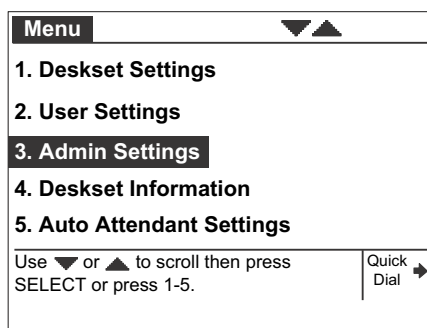 Menu
1. Deskset Settings
2. User Settings
3. Admin Settings
4. Deskset Information
5. Auto Attendant Settings
Use ▼ or ▲ to scroll then press
SELECT or press 1-5.
Quick
Dial